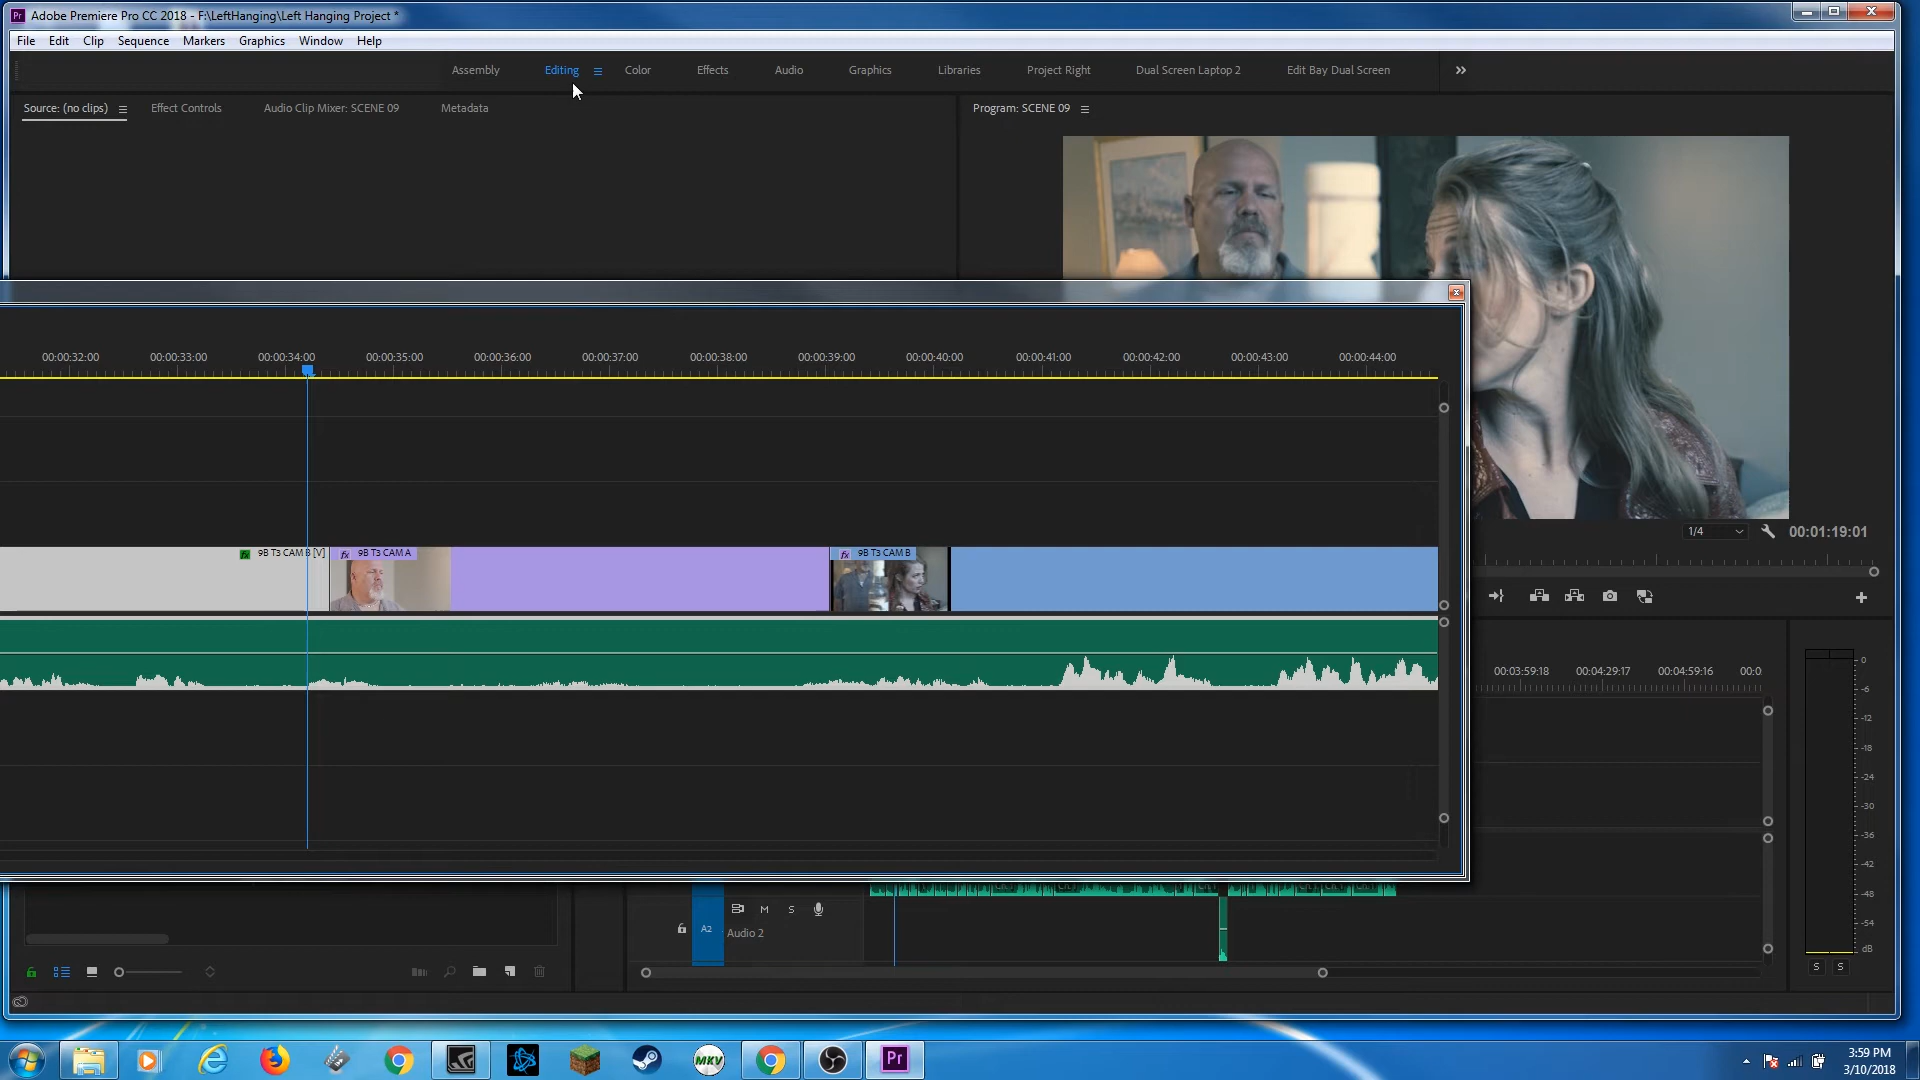 Pr Adobe Premiere Pro CC 2018 - F:\LeftHanging\Left Hanging Project *
File Edit Clip Sequence Markers Graphics Window Help
Assembly Editing Color Effects Audio Graphics Libraries Project Right Dual Screen Laptop 2 Edit Bay Dual Screen
Source: (no clips) Effect Controls Audio Clip Mixer: SCENE 09 Metadata Program: SCENE 09
00:00:32:00 00:00:33:00 00:00:34:00 00:00:35:00 00:00:36:00 00:00:37:00 00:00:38:00 00:00:39:00 00:00:40:00 00:00:41:00 00:00:42:00 00:00:43:00 00:00:44:00
1/4 00:01:19:01
fx 9B T3 CAM B [V] fx 9B T3 CAM A fx 9B T3 CAM B
00:03:59:18 00:04:29:17 00:04:59:16 00:0
0
-6
-12
-18
-24
-30
-36
-42
-48
-54
dB
M S
A2 Audio 2
S S
MKV Pr
3:59 PM
3/10/2018